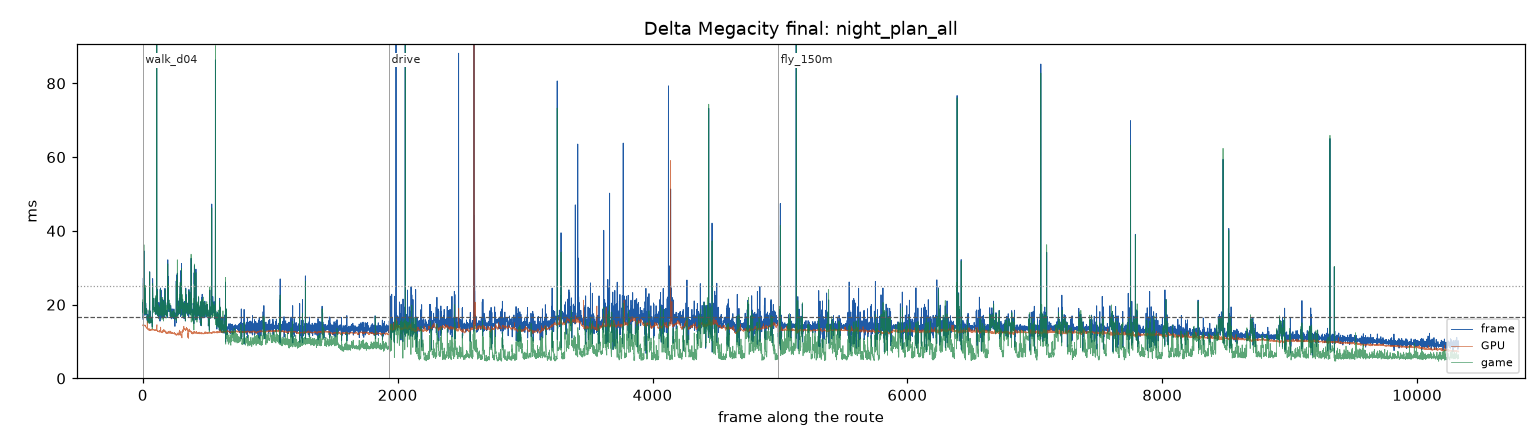 Delta Megacity final: night_plan_all
walk_d04
drive
fly_150m
ms
80
60
40
20
0
0
2000
4000
6000
8000
10000
frame along the route
frame
GPU
game